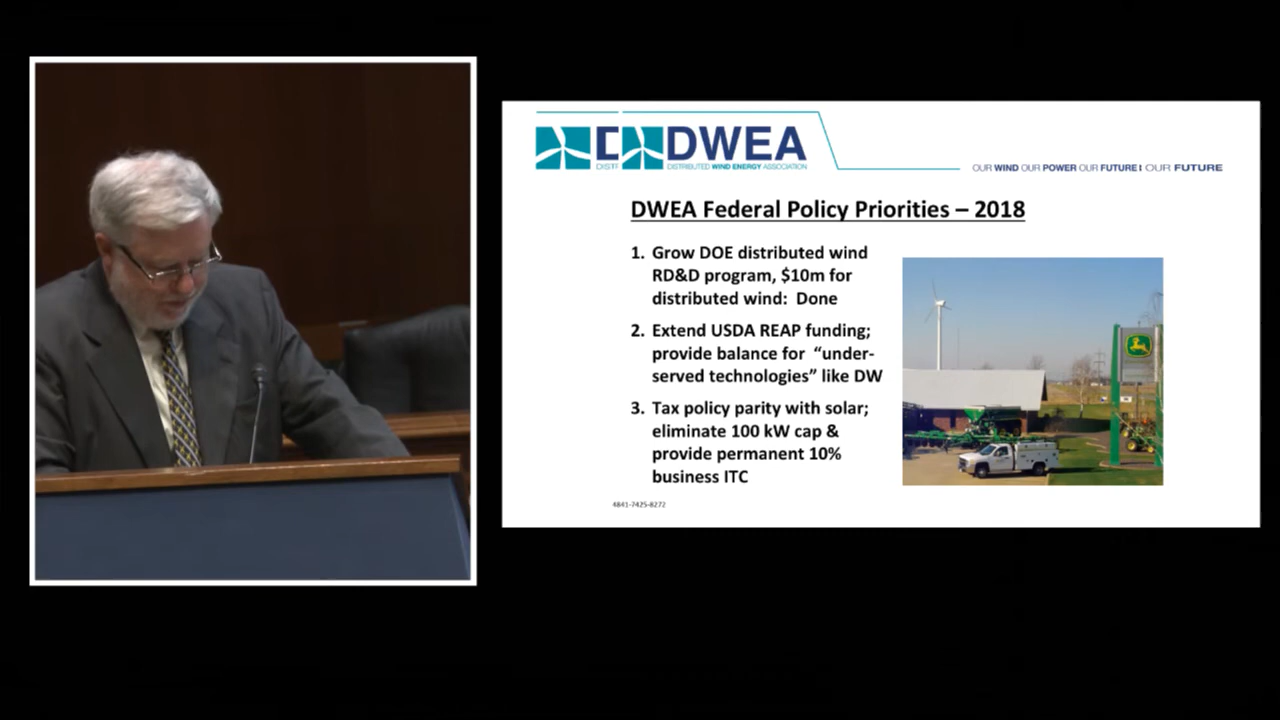 D DWEA
DISTI DISTRIBUTED WIND ENERGY ASSOCIATION
OUR WIND OUR POWER OUR FUTURE! OUR FUTURE
DWEA Federal Policy Priorities – 2018
1. Grow DOE distributed wind
RD&D program, $10m for
distributed wind: Done
2. Extend USDA REAP funding;
provide balance for “under-
served technologies” like DW
3. Tax policy parity with solar;
eliminate 100 kW cap &
provide permanent 10%
business ITC
4841-7425-8272